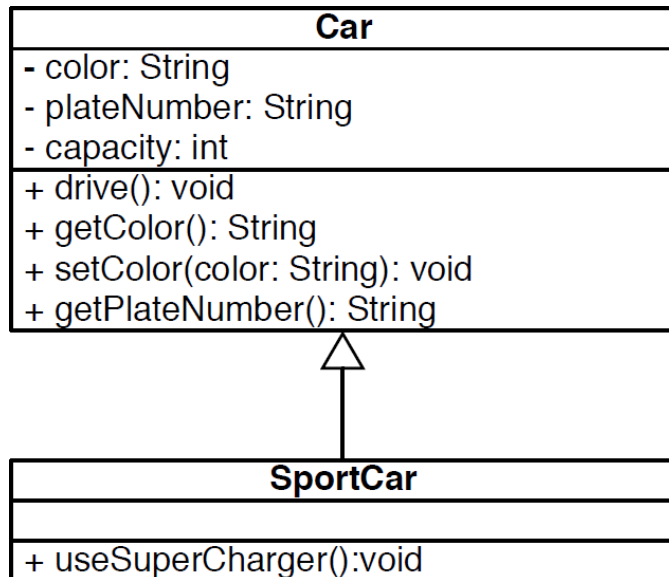 Car
- color: String
- plateNumber: String
- capacity: int
+ drive(): void
+ getColor(): String
+ setColor(color: String): void
+ getPlateNumber(): String
SportCar
+ useSuperCharger():void